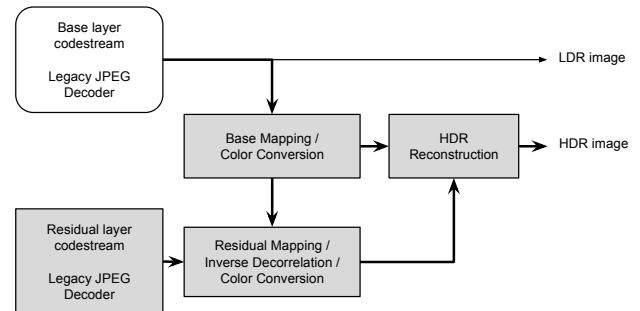 Base layer
codestream
Legacy JPEG
Decoder
LDR image
Base Mapping /
Color Conversion
HDR
Reconstruction
HDR image
Residual layer
codestream
Legacy JPEG
Decoder
Residual Mapping /
Inverse Decorrelation /
Color Conversion